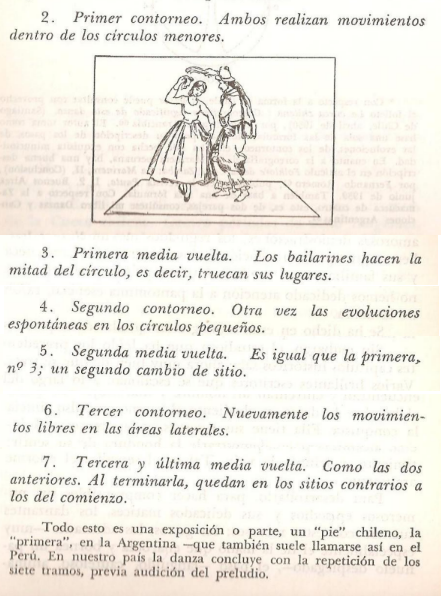 2. Primer contorneo. Ambos realizan movimientos
dentro de los círculos menores.
3. Primera media vuelta. Los bailarines hacen la
mitad del círculo, es decir, truecan sus lugares.
4. Segundo contorneo. Otra vez las evoluciones
espontáneas en los círculos pequeños.
5. Segunda media vuelta. Es igual que la primera,
nº 3; un segundo cambio de sitio.
6. Tercer contorneo. Nuevamente los movimien-
tos libres en las áreas laterales.
7. Tercera y última media vuelta. Como las dos
anteriores. Al terminarla, quedan en los sitios contrarios a
los del comienzo.
Todo esto es una exposición o parte, un "pie" chileno, la
"primera", en la Argentina —que también suele llamarse así en el
Perú. En nuestro país la danza concluye con la repetición de los
siete tramos, previa audición del preludio.